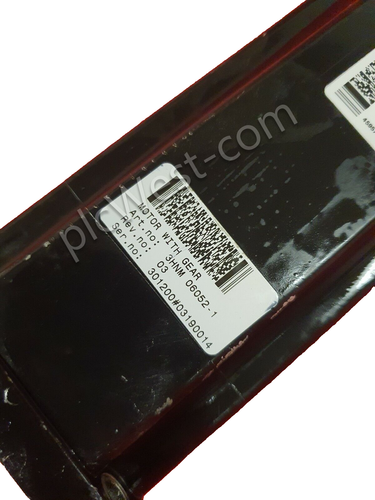 MOTOR WITH GEAR
Art.no: 3HNM 06052-1
Rev.no: 03
Ser.no: 301200#03190014
plcwest-com